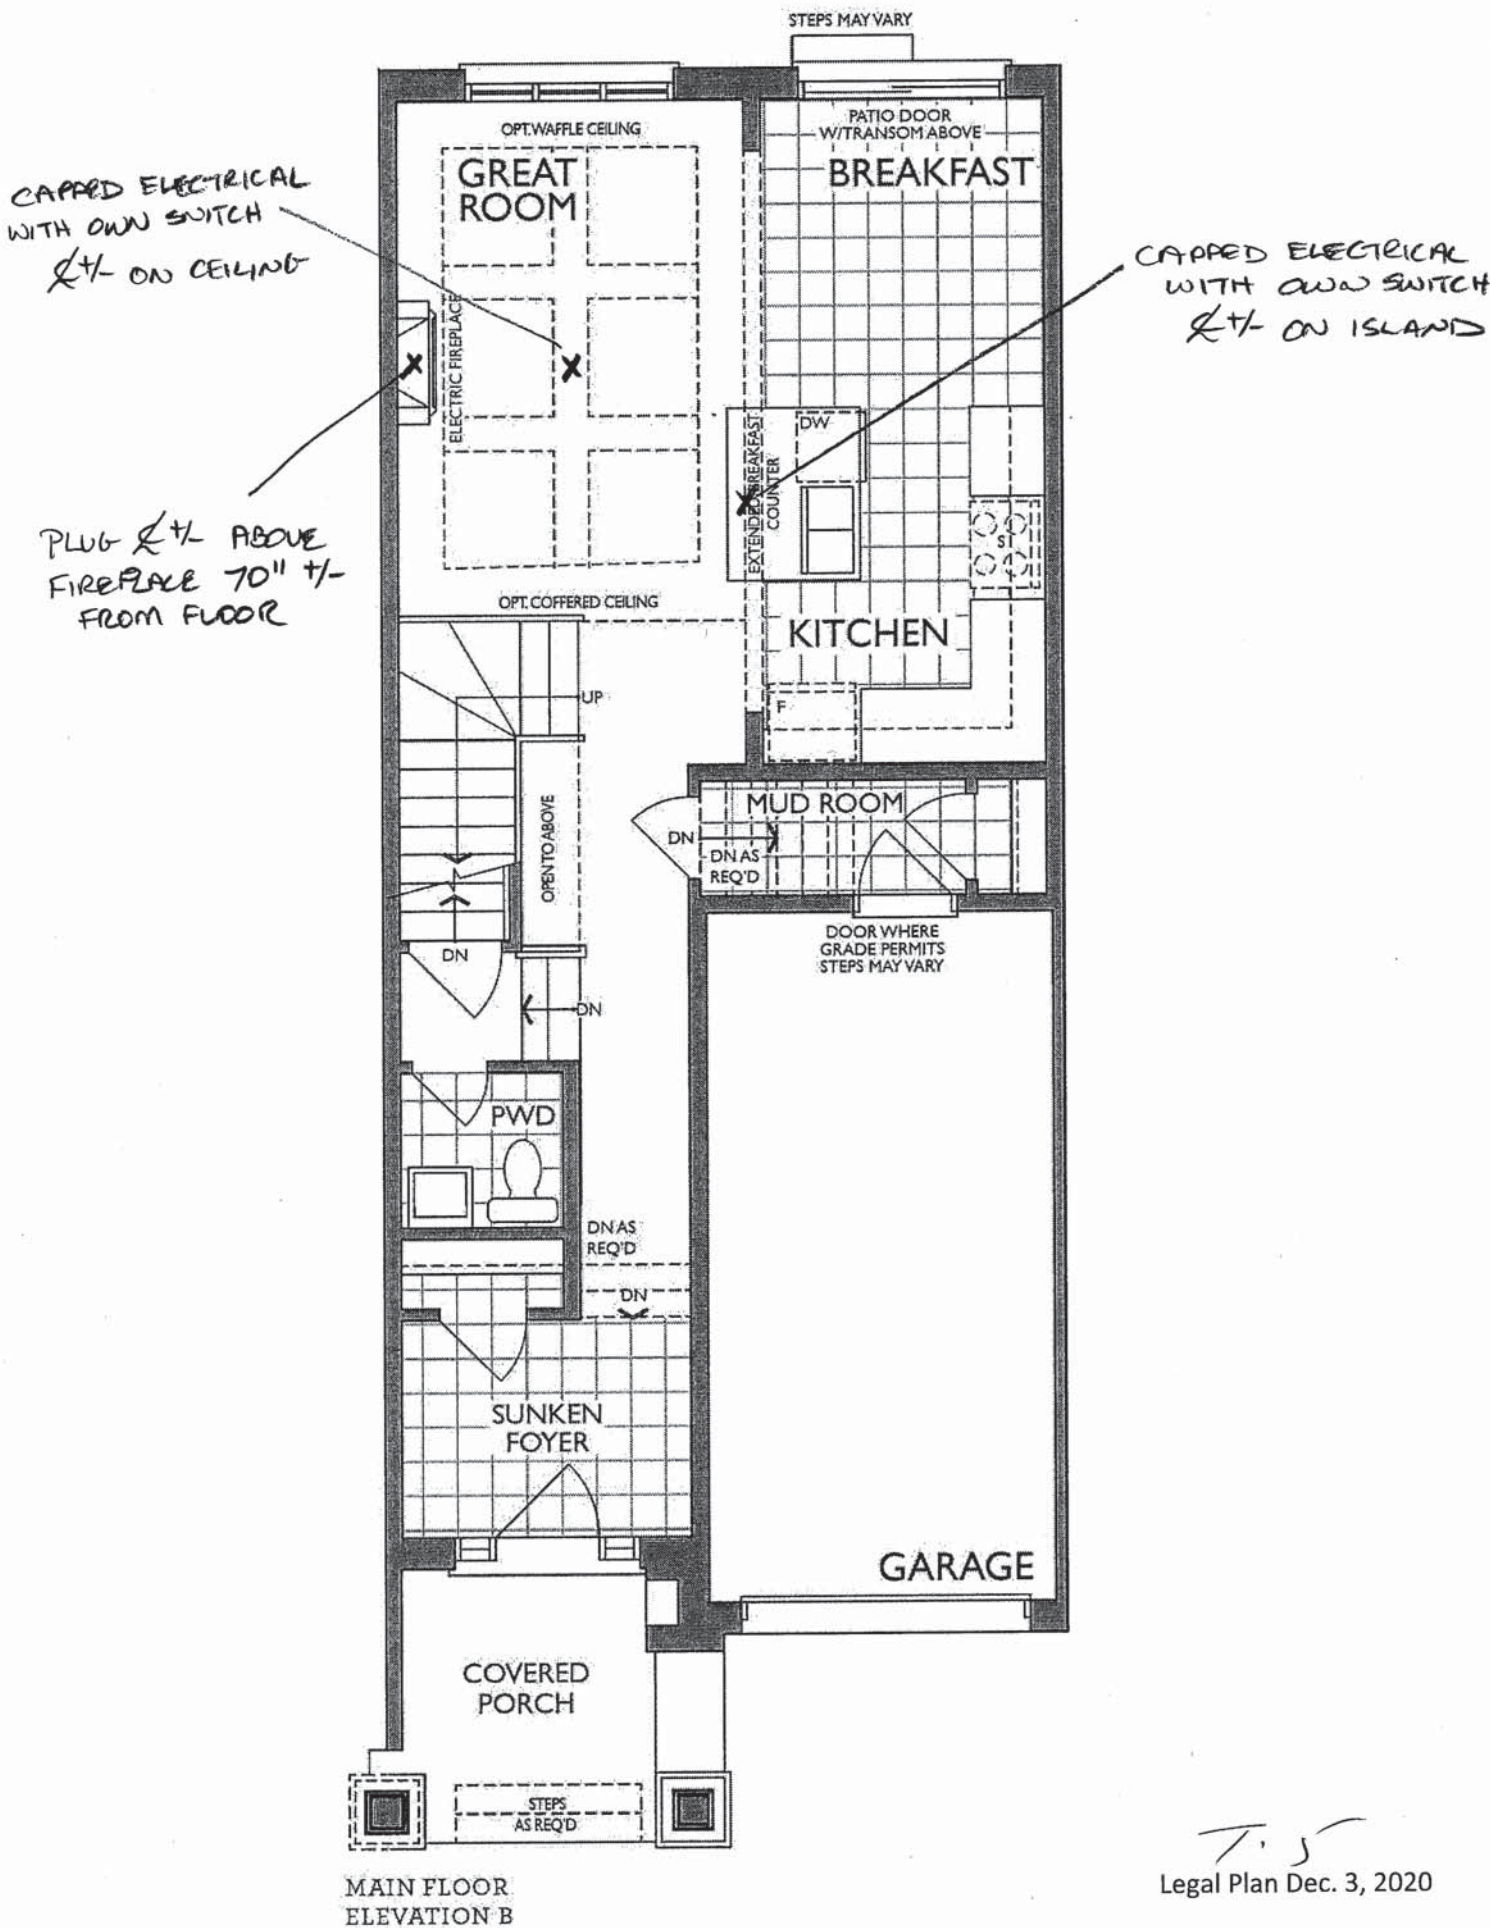 STEPS MAY VARY
OPT. WAFFLE CEILING
PATIO DOOR
W/TRANSOM ABOVE
GREAT
ROOM
BREAKFAST
CAPPED ELECTRICAL
WITH OWN SWITCH
℄ +/- ON CEILING
CAPPED ELECTRICAL
WITH OWN SWITCH
℄ +/- ON ISLAND
ELECTRIC FIREPLACE
DW
EXTENDED BREAKFAST
COUNTER
S
PLUG ℄ +/- ABOVE
FIREPLACE 70" +/-
FROM FLOOR
OPT. COFFERED CEILING
KITCHEN
UP
F
MUD ROOM
OPEN TO ABOVE
DN
DN AS
REQ'D
DOOR WHERE
GRADE PERMITS
STEPS MAY VARY
DN
DN
PWD
DN AS
REQ'D
DN
SUNKEN
FOYER
GARAGE
COVERED
PORCH
STEPS
AS REQ'D
T.J
Legal Plan Dec. 3, 2020
MAIN FLOOR
ELEVATION B